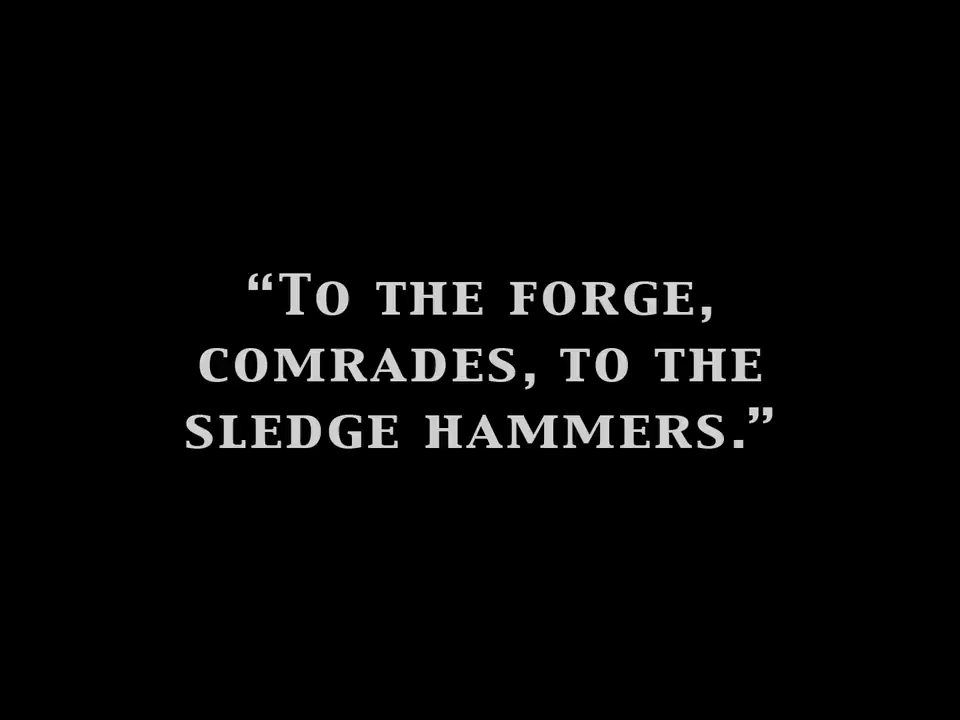 “To the forge,
comrades, to the
sledge hammers.”